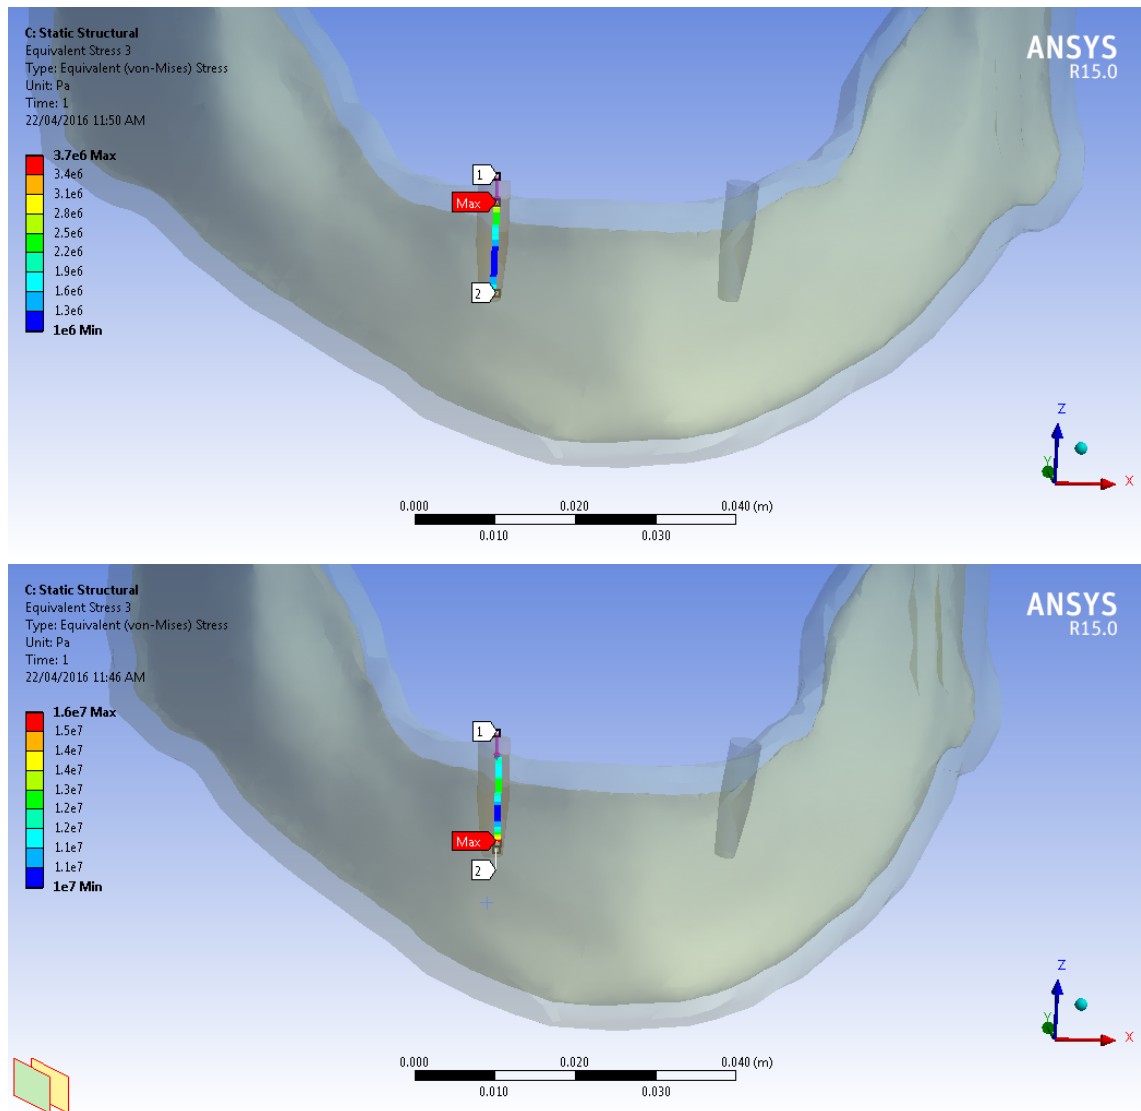 C: Static Structural
Equivalent Stress 3
Type: Equivalent (von-Mises) Stress
Unit: Pa
Time: 1
22/04/2016 11:50 AM
ANSYS
R15.0
3.7e6 Max
3.4e6
3.1e6
2.8e6
2.5e6
2.2e6
1.9e6
1.6e6
1.3e6
1e6 Min
1
Max
2
Z
Y
X
0.000 0.020 0.040 (m)
0.010 0.030
C: Static Structural
Equivalent Stress 3
Type: Equivalent (von-Mises) Stress
Unit: Pa
Time: 1
22/04/2016 11:46 AM
ANSYS
R15.0
1.6e7 Max
1.5e7
1.4e7
1.4e7
1.3e7
1.2e7
1.2e7
1.1e7
1.1e7
1e7 Min
1
Max
2
Z
Y
X
0.000 0.020 0.040 (m)
0.010 0.030